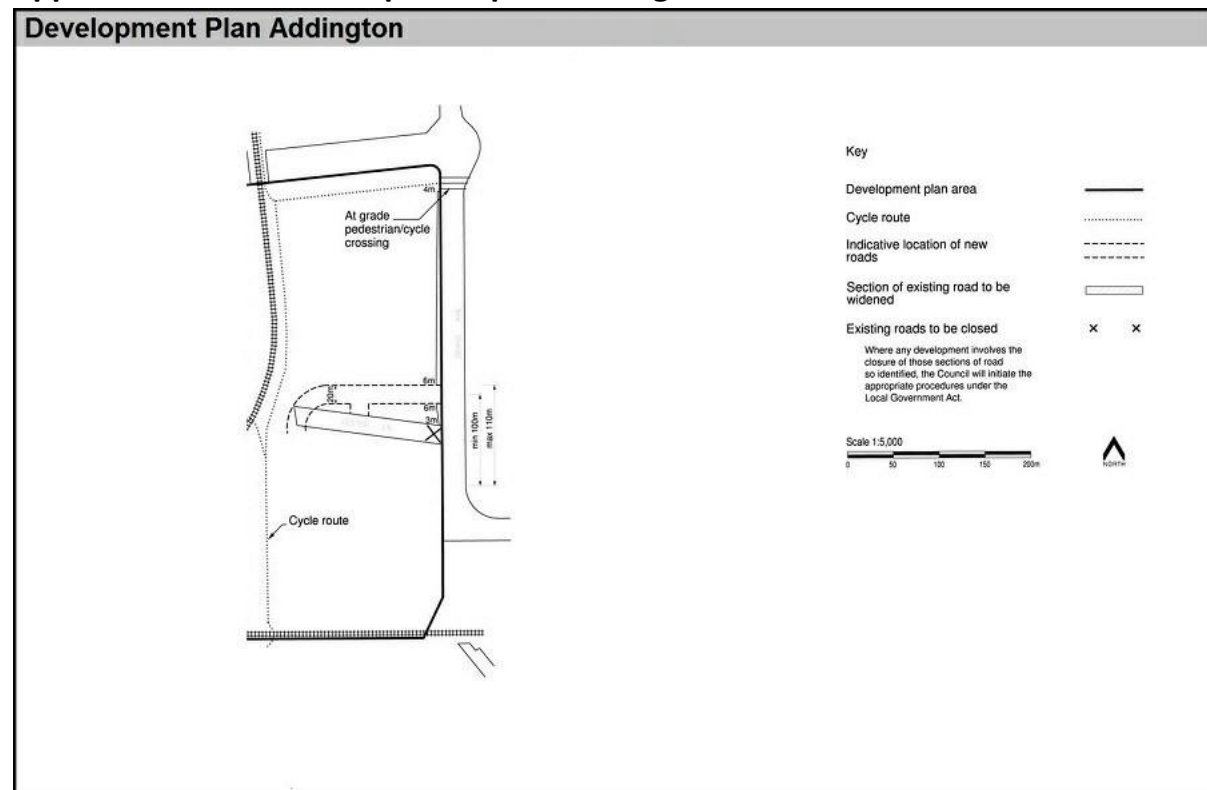 Development Plan Addington
4m
At grade
pedestrian/cycle
crossing
6m
20m
6m
3m
min 100m
max 110m
Cycle route
Key
Development plan area
Cycle route
Indicative location of new
roads
Section of existing road to be
widened
Existing roads to be closed
Where any development involves the
closure of those sections of road
so identified, the Council will initiate the
appropriate procedures under the
Local Government Act.
Scale 1:5,000
0 50 100 150 200m
NORTH